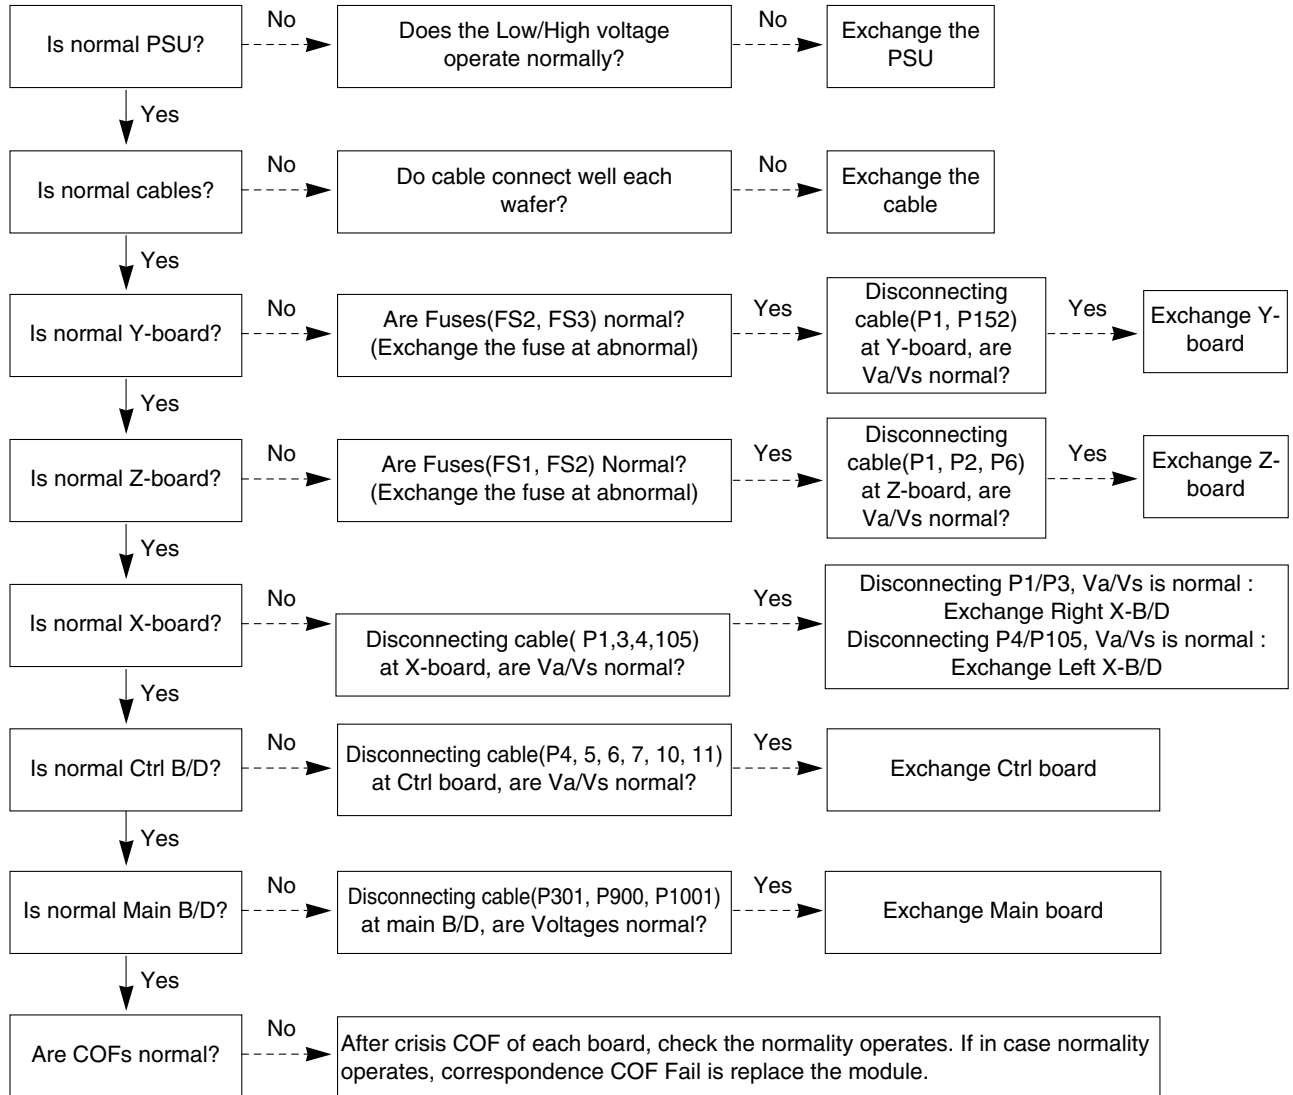 Is normal PSU?
No
Does the Low/High voltage
operate normally?
No
Exchange the
PSU
Yes
Is normal cables?
No
Do cable connect well each
wafer?
No
Exchange the
cable
Yes
Is normal Y-board?
No
Are Fuses(FS2, FS3) normal?
(Exchange the fuse at abnormal)
Yes
Disconnecting
cable(P1, P152)
at Y-board, are
Va/Vs normal?
Yes
Exchange Y-
board
Yes
Is normal Z-board?
No
Are Fuses(FS1, FS2) Normal?
(Exchange the fuse at abnormal)
Yes
Disconnecting
cable(P1, P2, P6)
at Z-board, are
Va/Vs normal?
Yes
Exchange Z-
board
Yes
Is normal X-board?
No
Disconnecting cable( P1,3,4,105)
at X-board, are Va/Vs normal?
Yes
Disconnecting P1/P3, Va/Vs is normal :
Exchange Right X-B/D
Disconnecting P4/P105, Va/Vs is normal :
Exchange Left X-B/D
Yes
Is normal Ctrl B/D?
No
Disconnecting cable(P4, 5, 6, 7, 10, 11)
at Ctrl board, are Va/Vs normal?
Yes
Exchange Ctrl board
Yes
Is normal Main B/D?
No
Disconnecting cable(P301, P900, P1001)
at main B/D, are Voltages normal?
Yes
Exchange Main board
Yes
Are COFs normal?
No
After crisis COF of each board, check the normality operates. If in case normality
operates, correspondence COF Fail is replace the module.